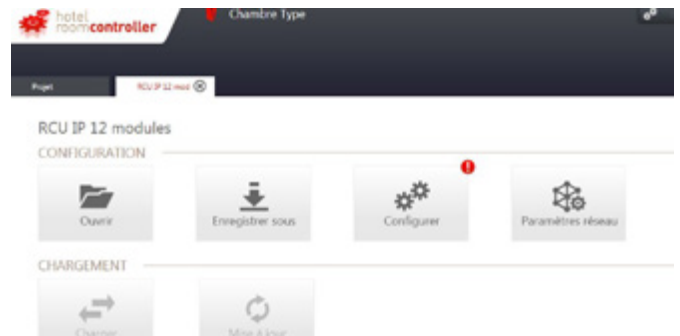 hotel
roomcontroller
Chambre Type
Projet
RCU IP 12 mod
RCU IP 12 modules
CONFIGURATION
Ouvrir
Enregistrer sous
Configurer
Paramètres réseau
CHARGEMENT
Charger
Mise à jour